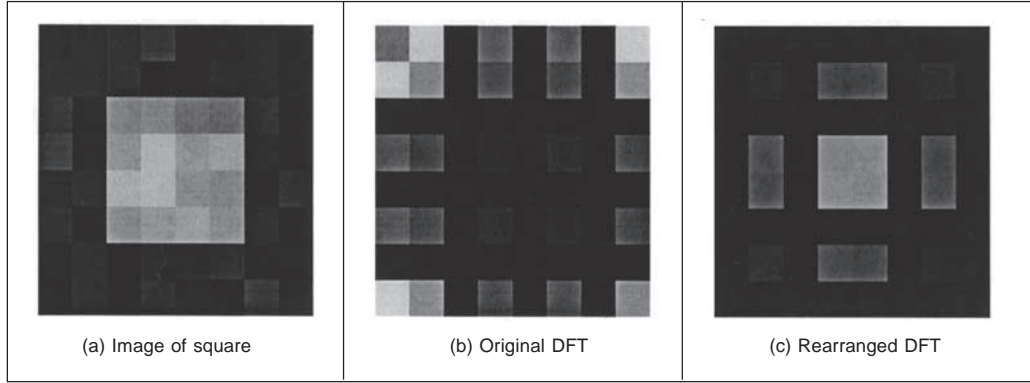 (a) Image of square
(b) Original DFT
(c) Rearranged DFT